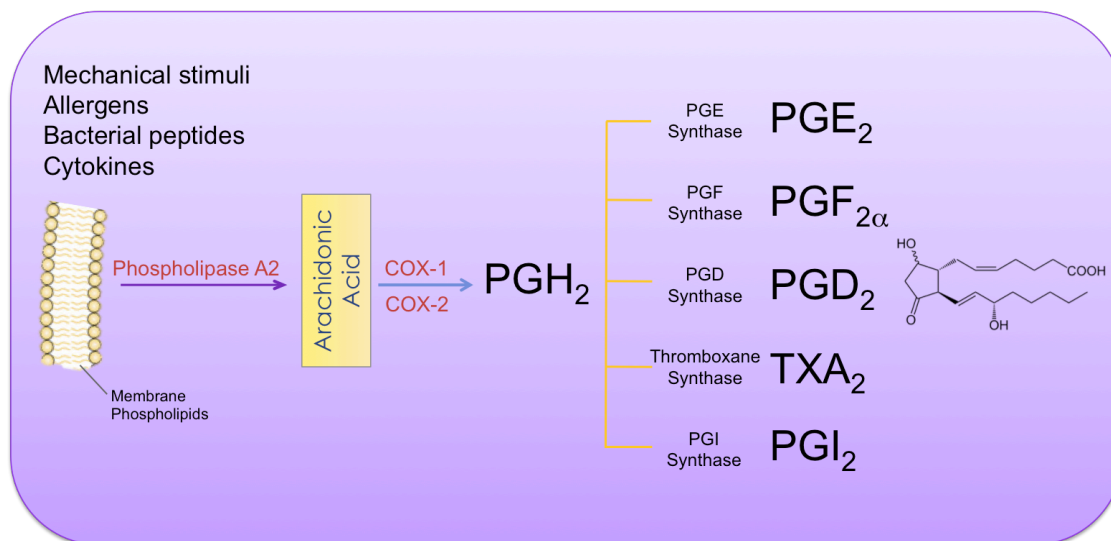 Mechanical stimuli
Allergens
Bacterial peptides
Cytokines
Phospholipase A2
Membrane
Phospholipids
Arachidonic
Acid
COX-1
COX-2
PGH₂
PGE
Synthase
PGE₂
PGF
Synthase
PGF₂α
PGD
Synthase
PGD₂
HO
COOH
O
OH
Thromboxane
Synthase
TXA₂
PGI
Synthase
PGI₂